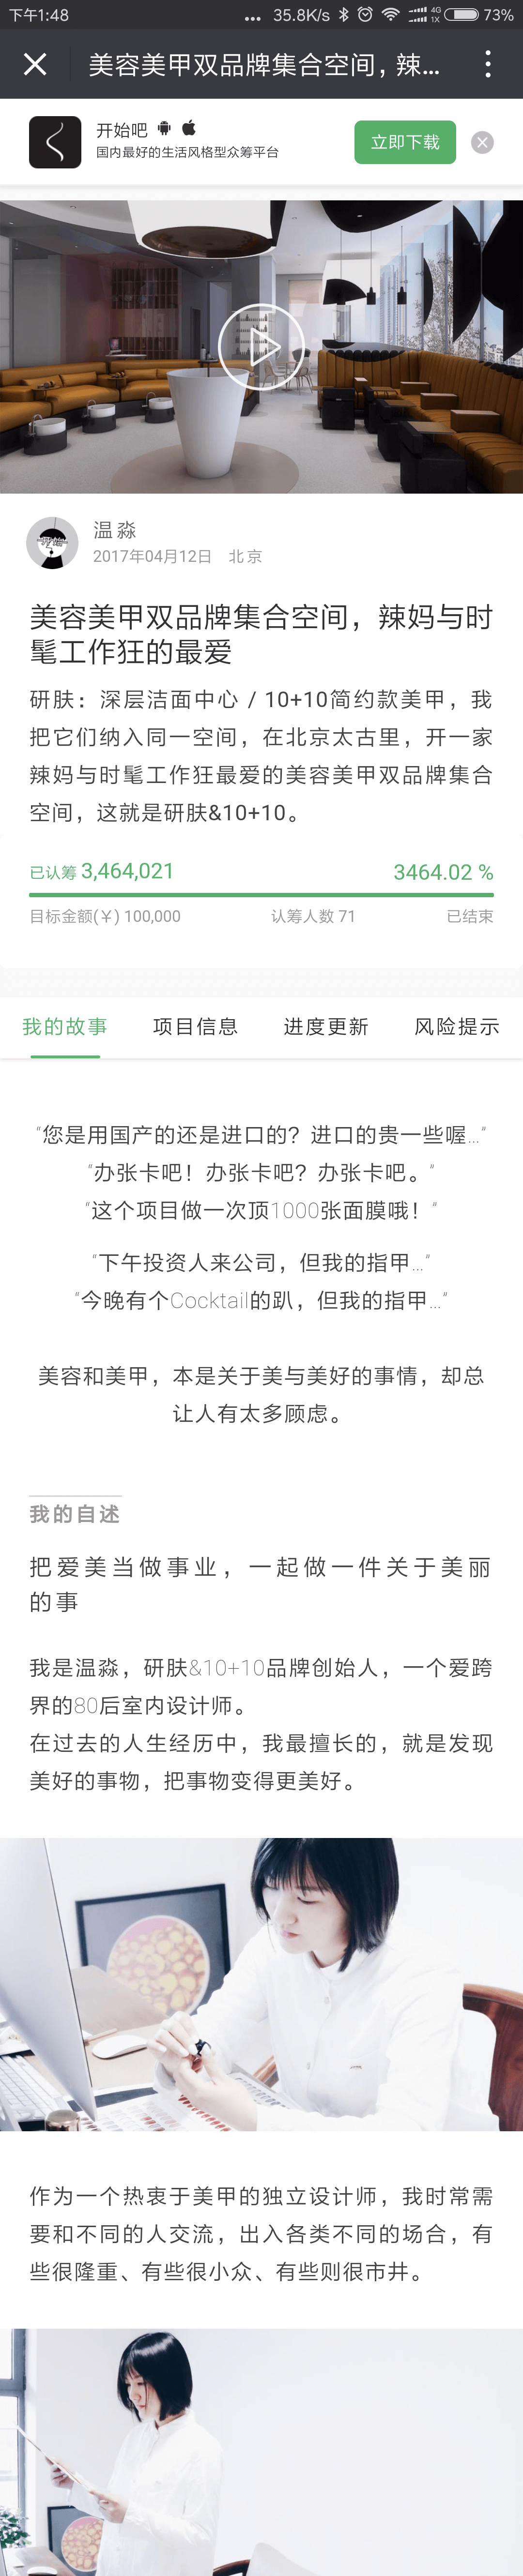 下午1:48
... 35.8K/s 4G 1X 73%
美容美甲双品牌集合空间，辣...
开始吧
国内最好的生活风格型众筹平台
立即下载
温淼
2017年04月12日 北京
美容美甲双品牌集合空间，辣妈与时
髦工作狂的最爱
研肤：深层洁面中心 / 10+10简约款美甲，我
把它们纳入同一空间，在北京太古里，开一家
辣妈与时髦工作狂最爱的美容美甲双品牌集合
空间，这就是研肤&10+10。
已认筹 3,464,021 3464.02 %
目标金额(￥) 100,000 认筹人数 71 已结束
我的故事 项目信息 进度更新 风险提示
“您是用国产的还是进口的？进口的贵一些喔...”
“办张卡吧！办张卡吧？办张卡吧。”
“这个项目做一次顶1000张面膜哦！”
“下午投资人来公司，但我的指甲...”
“今晚有个Cocktail的趴，但我的指甲...”
美容和美甲，本是关于美与美好的事情，却总
让人有太多顾虑。
我的自述
把爱美当做事业，一起做一件关于美丽
的事
我是温淼，研肤&10+10品牌创始人，一个爱跨
界的80后室内设计师。
在过去的人生经历中，我最擅长的，就是发现
美好的事物，把事物变得更美好。
作为一个热衷于美甲的独立设计师，我时常需
要和不同的人交流，出入各类不同的场合，有
些很隆重、有些很小众、有些则很市井。